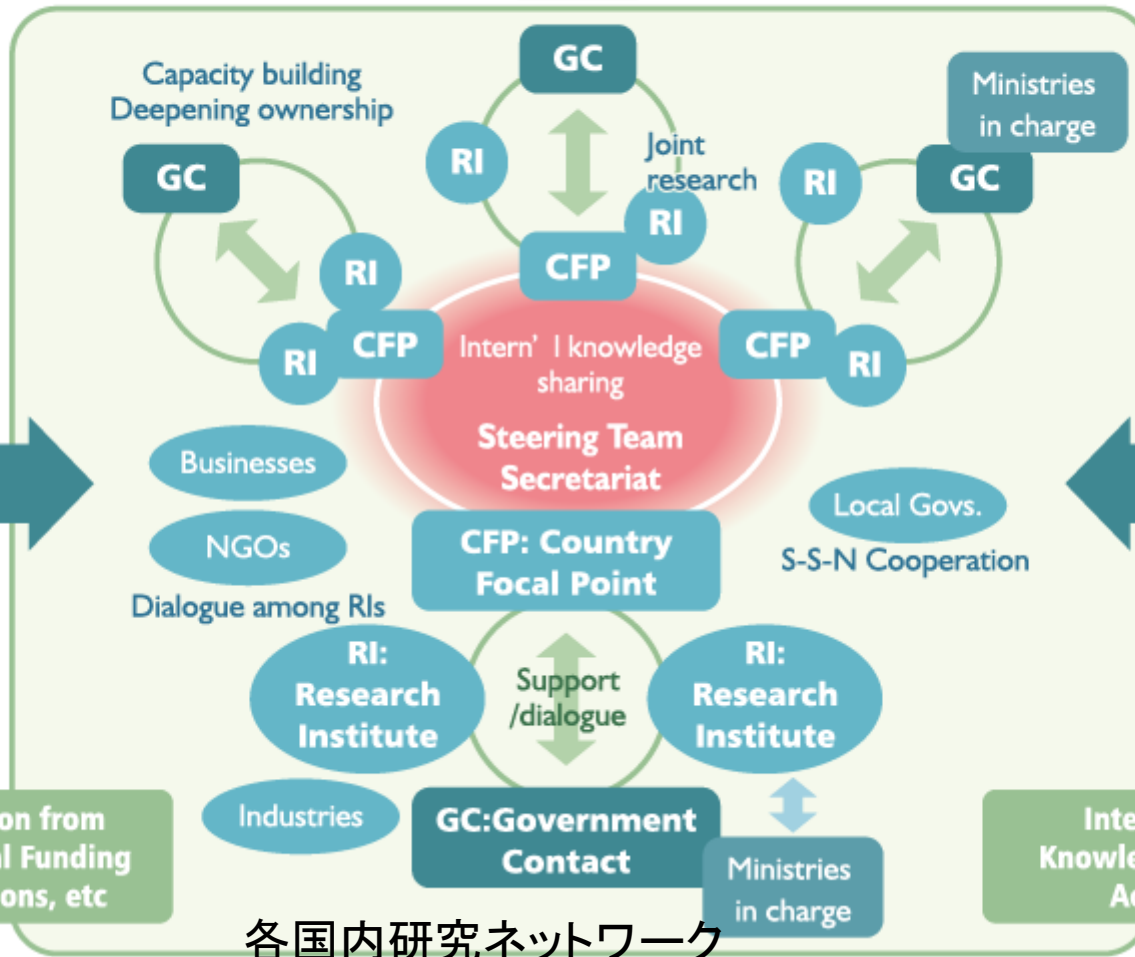 GC
Capacity building
Deepening ownership
Ministries
in charge
RI
Joint
research
RI
GC
GC
RI
RI
CFP
RI
RI
CFP
CFP
RI
Intern' l knowledge
sharing
Steering Team
Secretariat
Businesses
Local Govs.
NGOs
S-S-N Cooperation
CFP: Country
Focal Point
Dialogue among RIs
RI:
Research
Institute
Support
/dialogue
RI:
Research
Institute
Industries
GC:Government
Contact
Ministries
in charge
on from
al Funding
ons, etc
Inte
Knowle
Ac
各国内研究ネットワーク